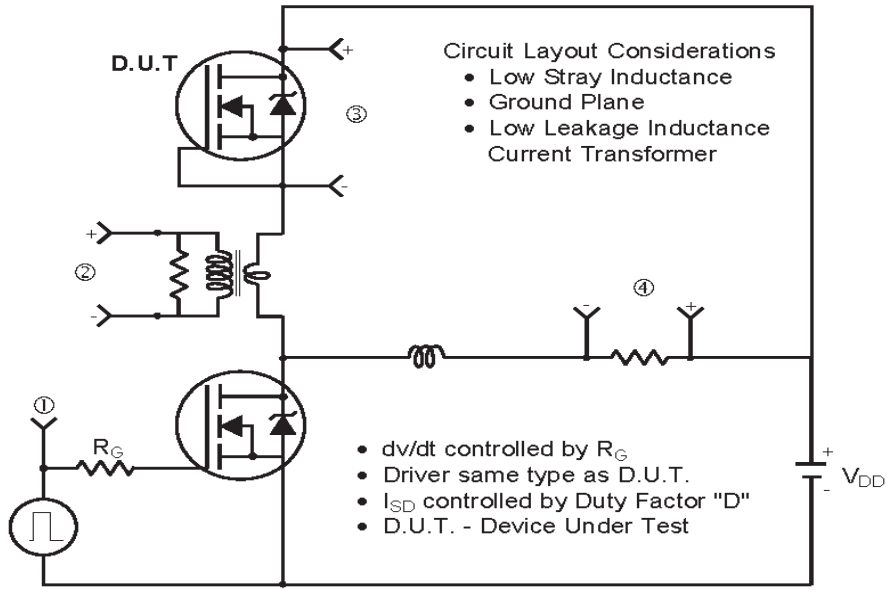 D.U.T
+
③
-
Circuit Layout Considerations
• Low Stray Inductance
• Ground Plane
• Low Leakage Inductance
Current Transformer
+
②
-
④
-
+
①
RG
• dv/dt controlled by RG
• Driver same type as D.U.T.
• ISD controlled by Duty Factor "D"
• D.U.T. - Device Under Test
+
VDD
-